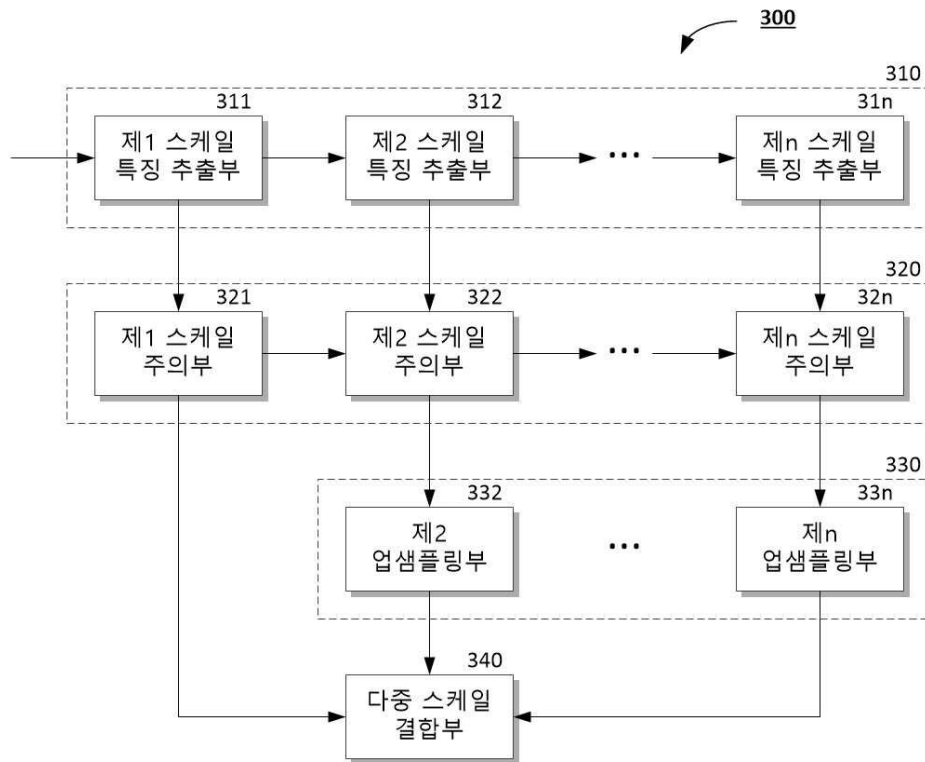 300
310
311
312
31n
제1 스케일
특징 추출부
제2 스케일
특징 추출부
...
제n 스케일
특징 추출부
320
321
322
32n
제1 스케일
주의부
제2 스케일
주의부
...
제n 스케일
주의부
330
332
33n
제2
업샘플링부
...
제n
업샘플링부
340
다중 스케일
결합부